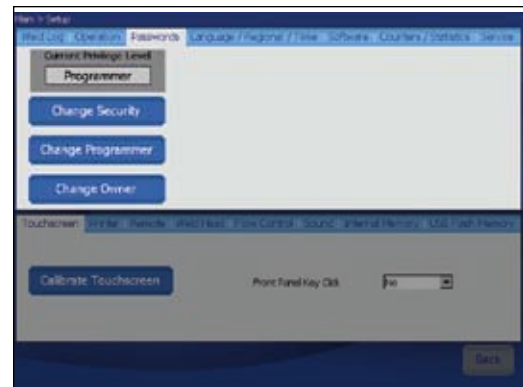 Main > Setup
Weld Log Operation Passwords Language / Regional / Time Software Counters / Statistics Service
Current Privilege Level
Programmer
Change Security
Change Programmer
Change Owner
Touchscreen Printer Remote Weld Head Flow Control Sound Internal Memory USB Flash Memory
Calibrate Touchscreen Front Panel Key Click No
Back